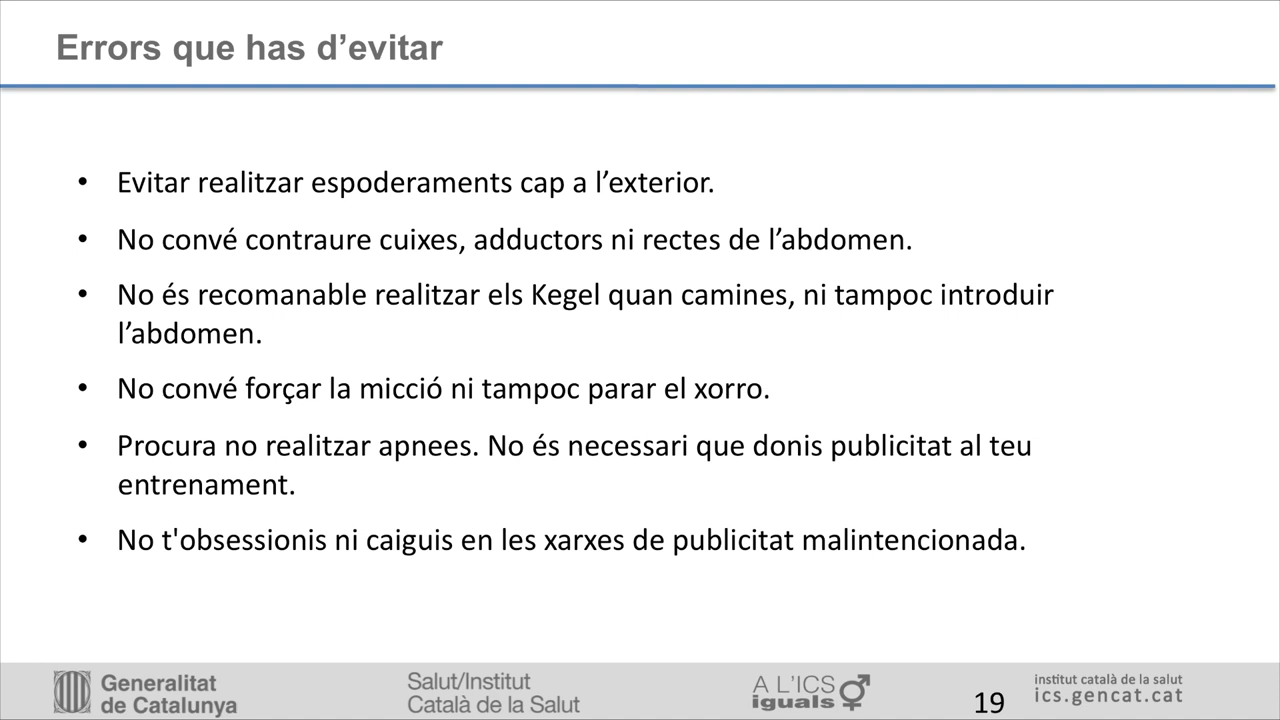 Errors que has d’evitar
• Evitar realitzar espoderaments cap a l’exterior.
• No convé contraure cuixes, adductors ni rectes de l’abdomen.
• No és recomanable realitzar els Kegel quan camines, ni tampoc introduir
l’abdomen.
• No convé forçar la micció ni tampoc parar el xorro.
• Procura no realitzar apnees. No és necessari que donis publicitat al teu
entrenament.
• No t'obsessionis ni caiguis en les xarxes de publicitat malintencionada.
Generalitat
de Catalunya
Salut/Institut
Català de la Salut
A L'ICS
iguals
19
institut català de la salut
ics.gencat.cat